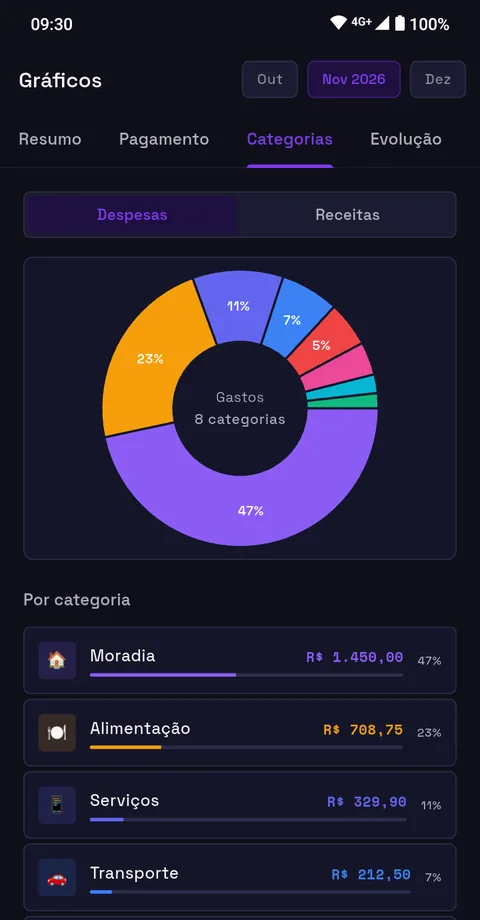 09:30 4G+ 100%
Gráficos Out Nov 2026 Dez
Resumo Pagamento Categorias Evolução
Despesas Receitas
11%
7%
5%
23%
Gastos
8 categorias
47%
Por categoria
Moradia R$ 1.450,00 47%
Alimentação R$ 708,75 23%
Serviços R$ 329,90 11%
Transporte R$ 212,50 7%